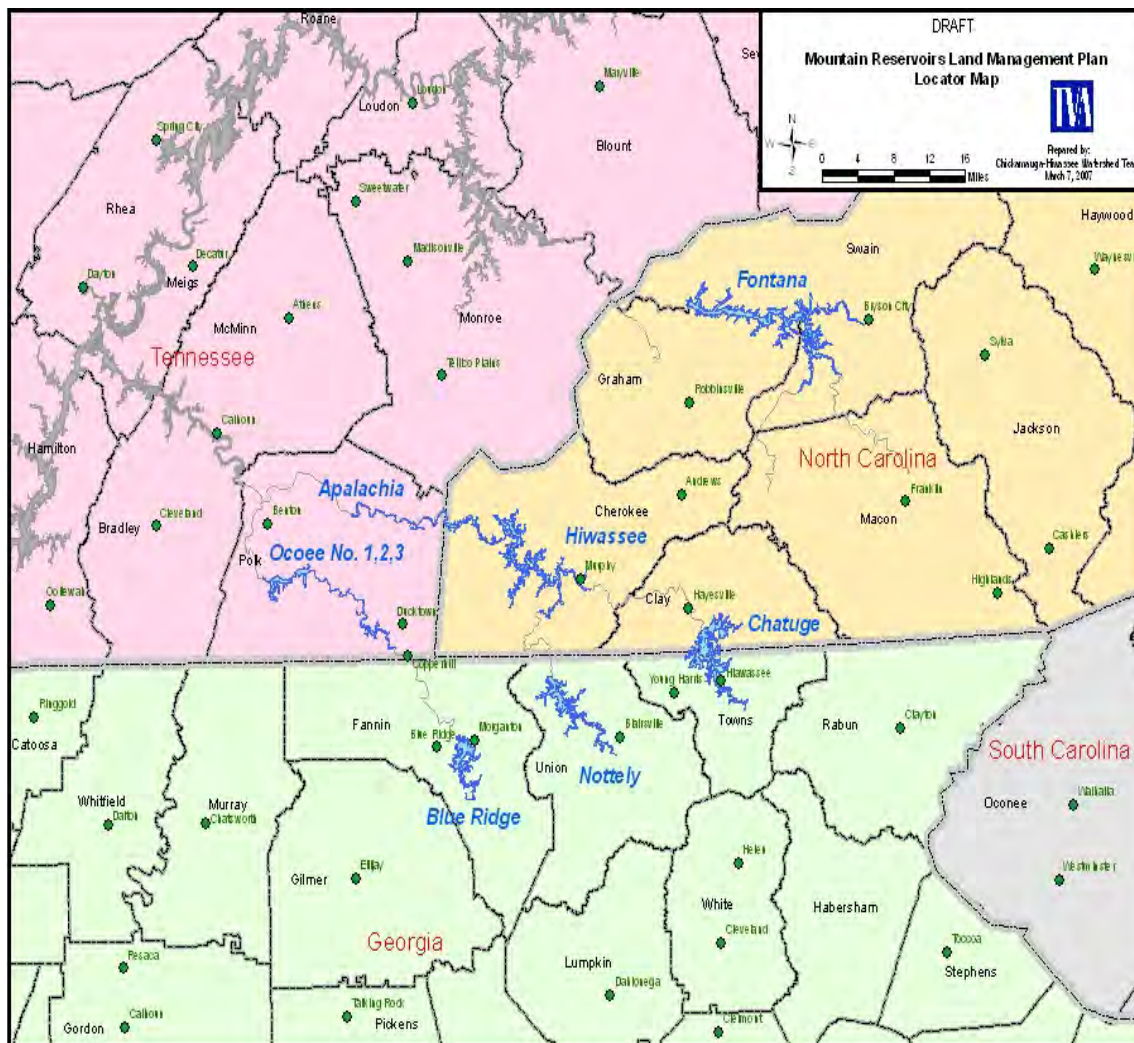 DRAFT
Mountain Reservoirs Land Management Plan
Locator Map
TVA
N
W
S
0 4 8 12 16
Miles
Prepared by:
Chickamauga-Hiwassee Watershed Tea
March 7, 2007
Roane
Loudon
Loudon
Maryville
Blount
Spring City
Rhea
Sweetwater
Madisonville
Decatur
Dayton
Meigs
Athens
McMinn
Monroe
Tennessee
Tellico Plains
Calhoun
Hamilton
Haywood
Swain
Waynesv
Fontana
Bryson City
Sylva
Graham
Robbinsville
Jackson
North Carolina
Apalachia
Andrews
Franklin
Cherokee
Macon
Cleveland
Benton
Bradley
Hiwassee
Cashiers
Ocoee No. 1,2,3
Polk
Murphy
Highlands
Ooltewah
Clay
Hayesville
Ducktown
Chatuge
Copperhill
Young Harris
Hiawassee
Ringgold
Catoosa
Fannin
Morganton
Blue Ridge
Blairsville
Towns
Rabun
Clayton
South Carolina
Union
Nottely
Whitfield
Dalton
Murray
Chatsworth
Blue Ridge
Oconee
Walhalla
Ellijay
Gilmer
Helen
Westminster
White
Habersham
Georgia
Cleveland
Toccoa
Resaca
Lumpkin
Stephens
Dahlonega
Talking Rock
Calhoun
Gordon
Pickens
Clermont